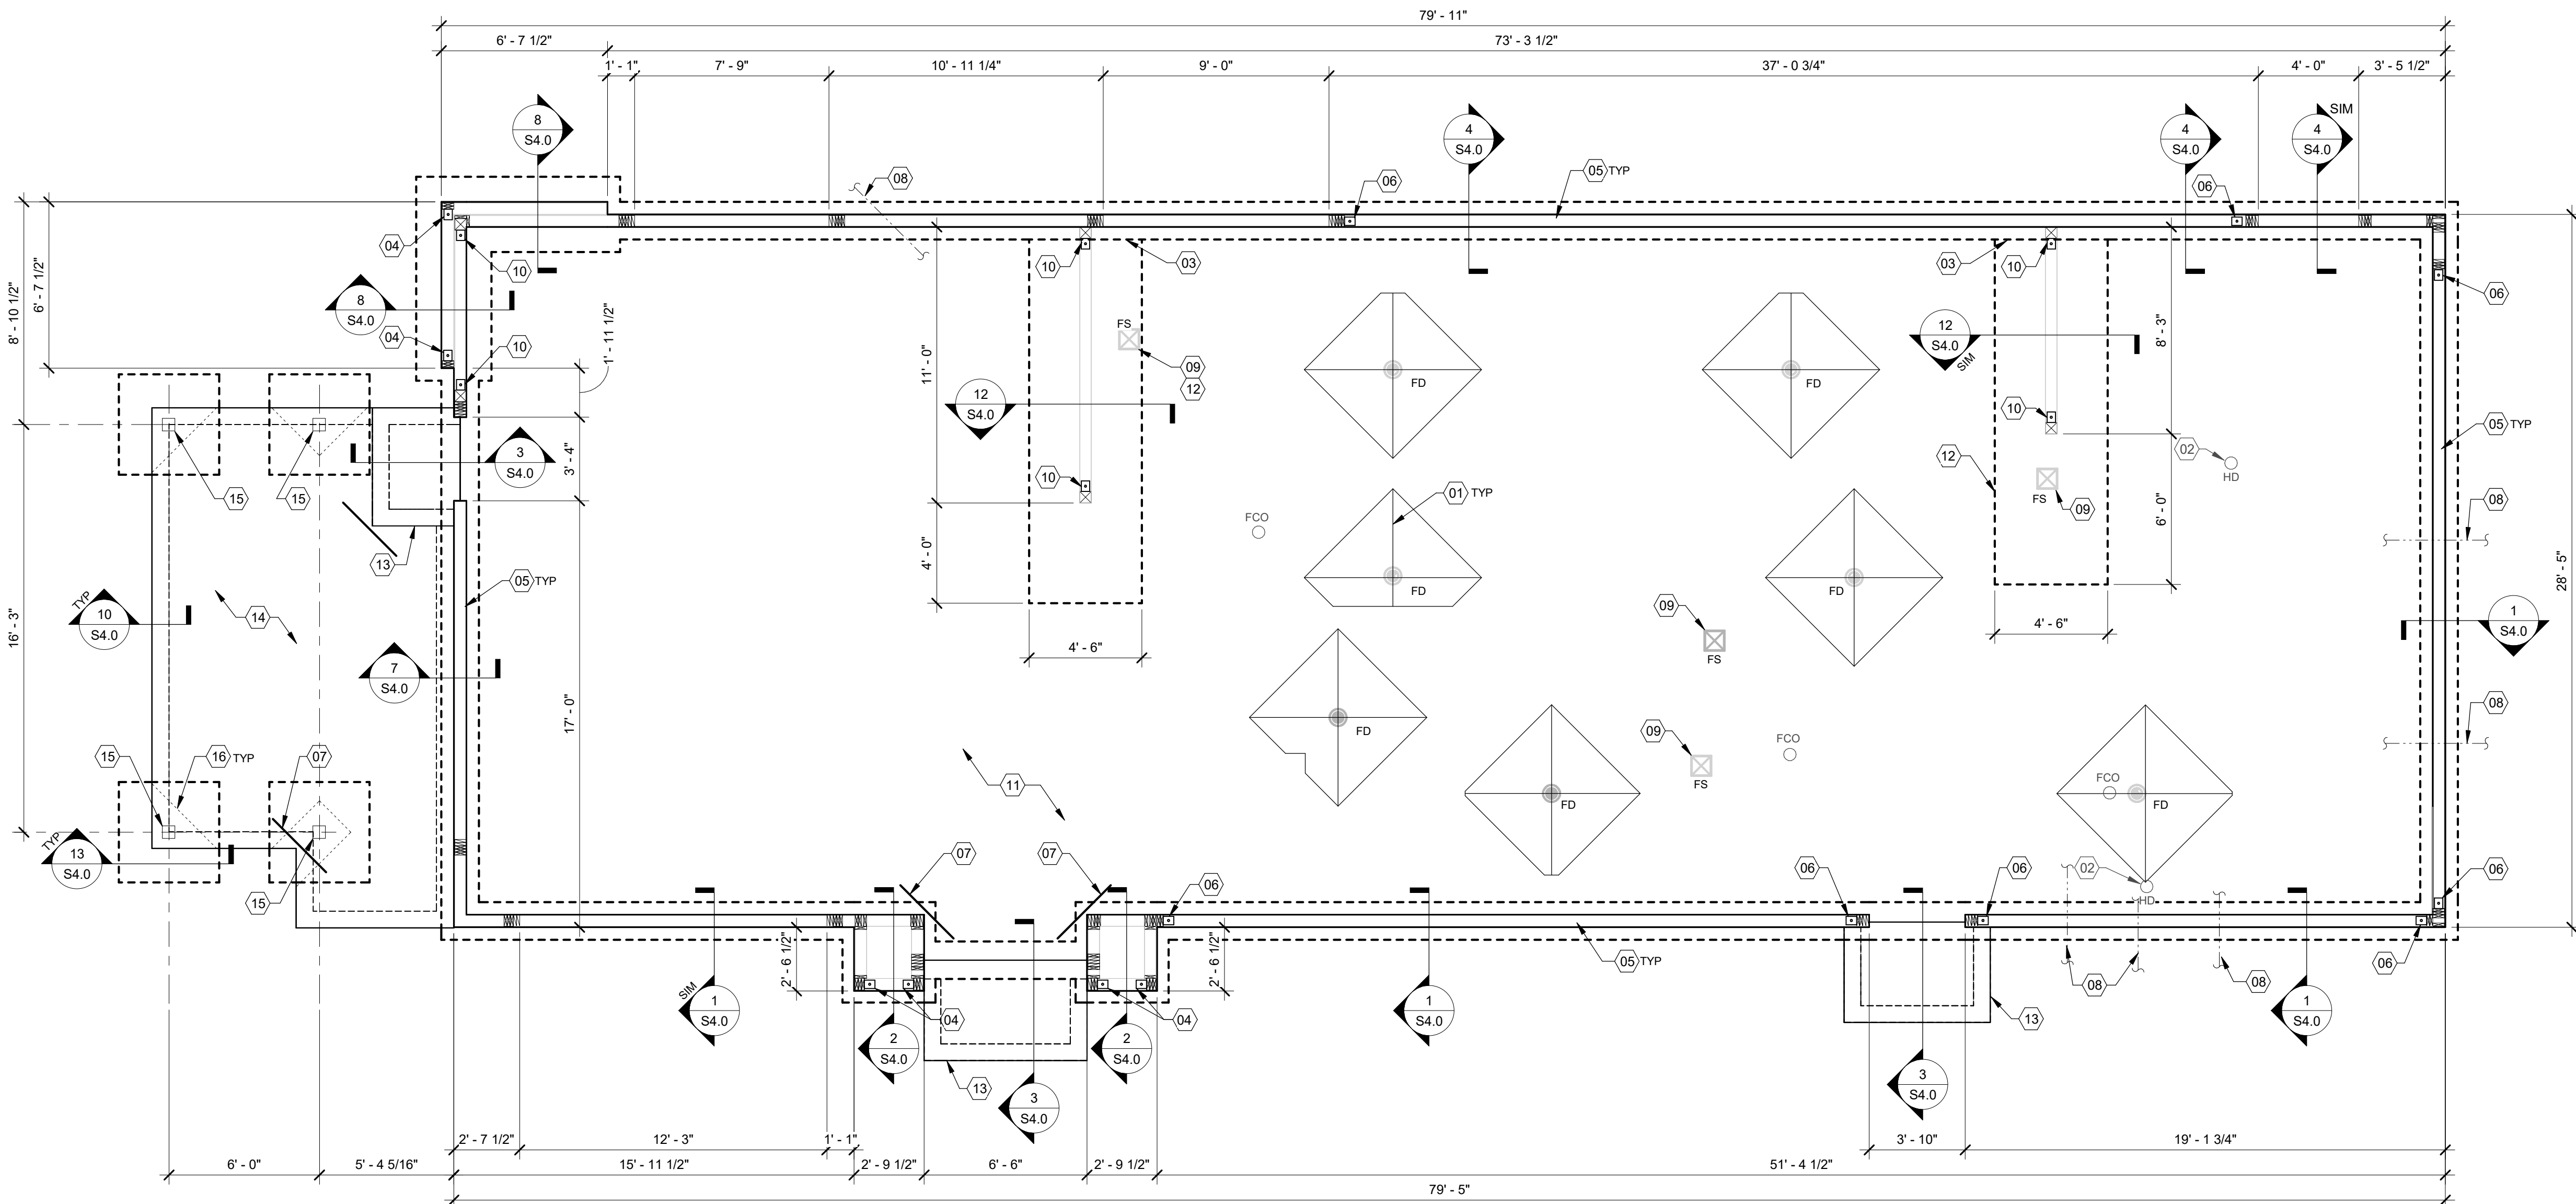 79' - 11"
6' - 7 1/2"
73' - 3 1/2"
1' - 1"
7' - 9"
10' - 11 1/4"
9' - 0"
37' - 0 3/4"
4' - 0"
3' - 5 1/2"
8
S4.0
4
S4.0
4
S4.0
4
S4.0
SIM
08
06
05 TYP
06
04
10
10
03
03
10
06
8' - 10 1/2"
6' - 7 1/2"
8
S4.0
04
10
1' - 11 1/2"
FS
09
12
11' - 0"
12
S4.0
FD
FD
12
S4.0
SIM
8' - 3"
10
02
HD
05 TYP
15
15
3
S4.0
3' - 4"
10
01 TYP
12
FS
09
6' - 0"
08
FCO
13
05 TYP
4' - 0"
FD
FD
28' - 5"
16' - 3"
TYP
10
S4.0
14
7
S4.0
4' - 6"
09
FS
4' - 6"
1
S4.0
17' - 0"
08
15
16 TYP
07
FD
09
FS
FCO
11
FD
FCO
FD
TYP
13
S4.0
15
07
07
06
06
06
02
HD
06
2' - 6 1/2"
2' - 6 1/2"
05 TYP
06
SIM
1
S4.0
04
04
1
S4.0
08
08
1
S4.0
2
S4.0
2
S4.0
13
13
3
S4.0
3
S4.0
2' - 7 1/2"
12' - 3"
1' - 1"
3' - 10"
19' - 1 3/4"
6' - 0"
5' - 4 5/16"
15' - 11 1/2"
2' - 9 1/2"
6' - 6"
2' - 9 1/2"
51' - 4 1/2"
79' - 5"